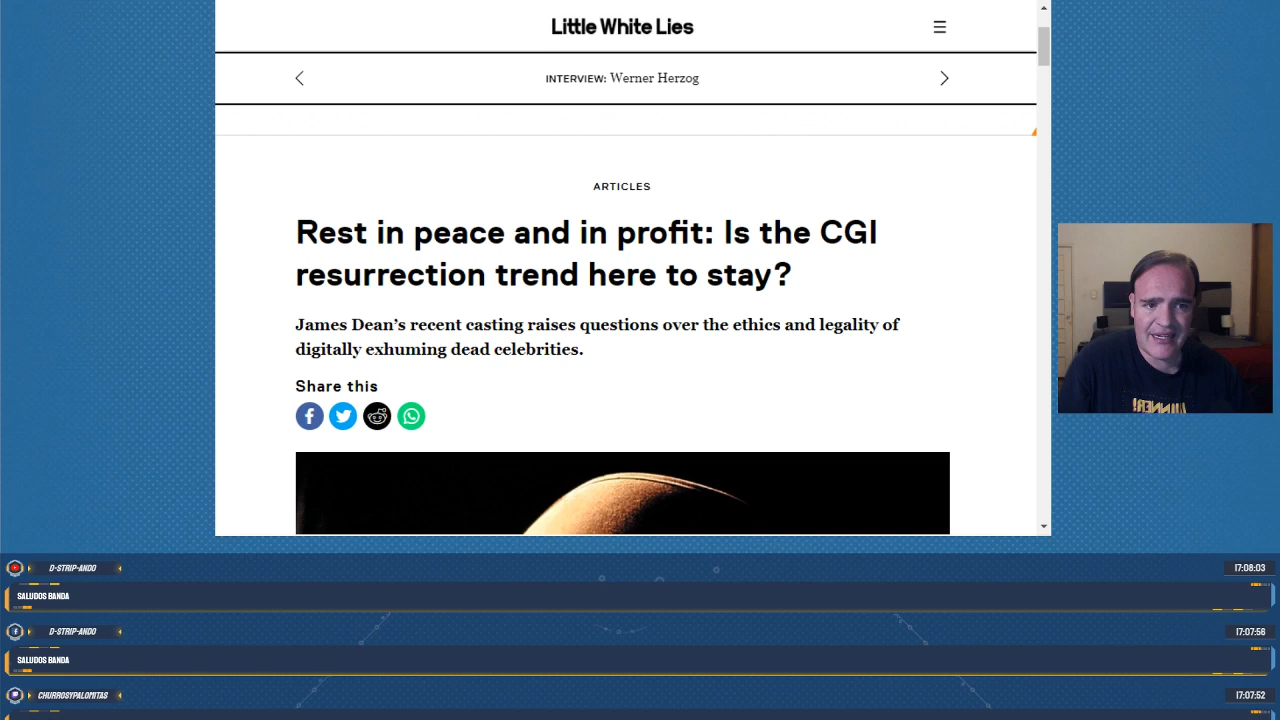 Little White Lies
INTERVIEW: Werner Herzog
ARTICLES
Rest in peace and in profit: Is the CGI
resurrection trend here to stay?
James Dean's recent casting raises questions over the ethics and legality of
digitally exhuming dead celebrities.
Share this
WINNER!
D-STRIP-ANDO
17:08:03
SALUDOS BANDA
D-STRIP-ANDO
17:07:56
SALUDOS BANDA
CHURROSYPALOMITAS
17:07:52